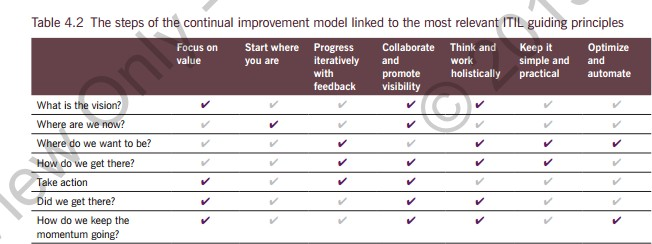 Table 4.2 The steps of the continual improvement model linked to the most relevant ITIL guiding principles
Focus on value | Start where you are | Progress iteratively with feedback | Collaborate and promote visibility | Think and work holistically | Keep it simple and practical | Optimize and automate
What is the vision? ✔ ✔ ✔ ✔ ✔ ✔ ✔
Where are we now? ✔ ✔ ✔ ✔ ✔ ✔ ✔
Where do we want to be? ✔ ✔ ✔ ✔ ✔ ✔ ✔
How do we get there? ✔ ✔ ✔ ✔ ✔ ✔ ✔
Take action ✔ ✔ ✔ ✔ ✔ ✔ ✔
Did we get there? ✔ ✔ ✔ ✔ ✔ ✔ ✔
How do we keep the ✔ ✔ ✔ ✔ ✔ ✔ ✔
momentum going?
Only
©